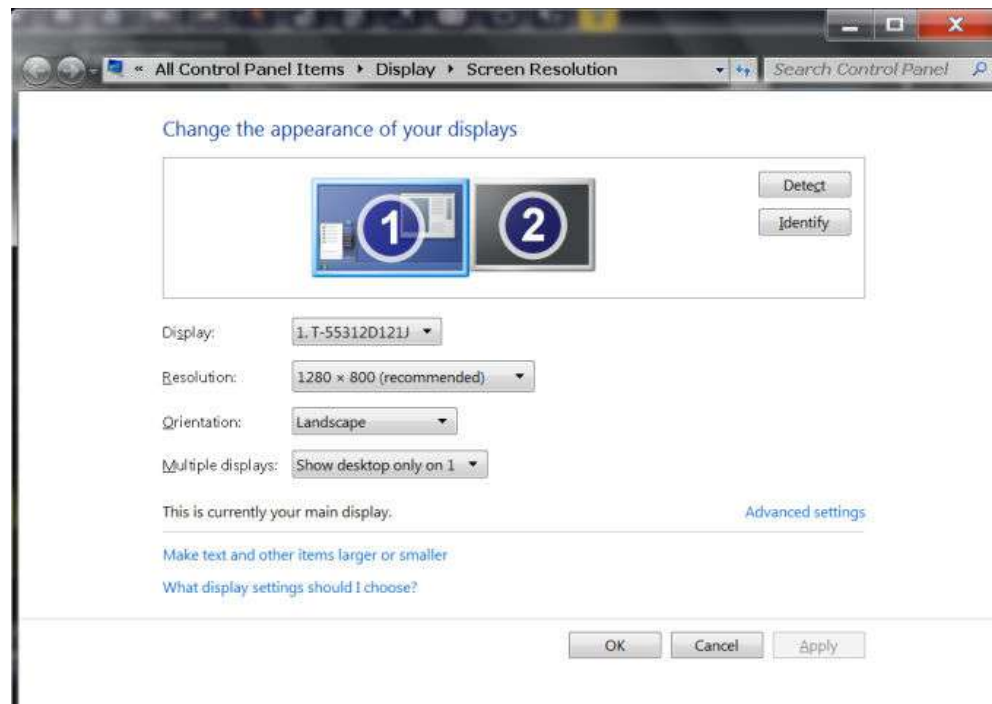 « All Control Panel Items ▸ Display ▸ Screen Resolution
Search Control Panel
Change the appearance of your displays
1
2
Detect
Identify
Display: 1. T-55312D121J
Resolution: 1280 × 800 (recommended)
Orientation: Landscape
Multiple displays: Show desktop only on 1
This is currently your main display.
Advanced settings
Make text and other items larger or smaller
What display settings should I choose?
OK Cancel Apply